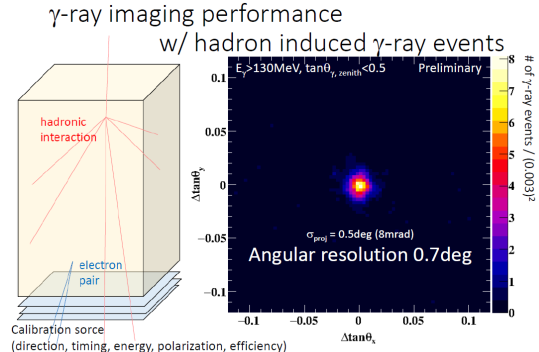 γ-ray imaging performance
w/ hadron induced γ-ray events
hadronic
interaction
electron
pair
Calibration sorce
(direction, timing, energy, polarization, efficiency)
Eγ>130MeV, tanθγ, zenith<0.5 Preliminary
0.1
0.05
0
−0.05
−0.1
Δtanθy
σproj = 0.5deg (8mrad)
Angular resolution 0.7deg
−0.1 −0.05 0 0.05 0.1
Δtanθx
8
7
6
5
4
3
2
1
0
# of γ-ray events / (0.003)²